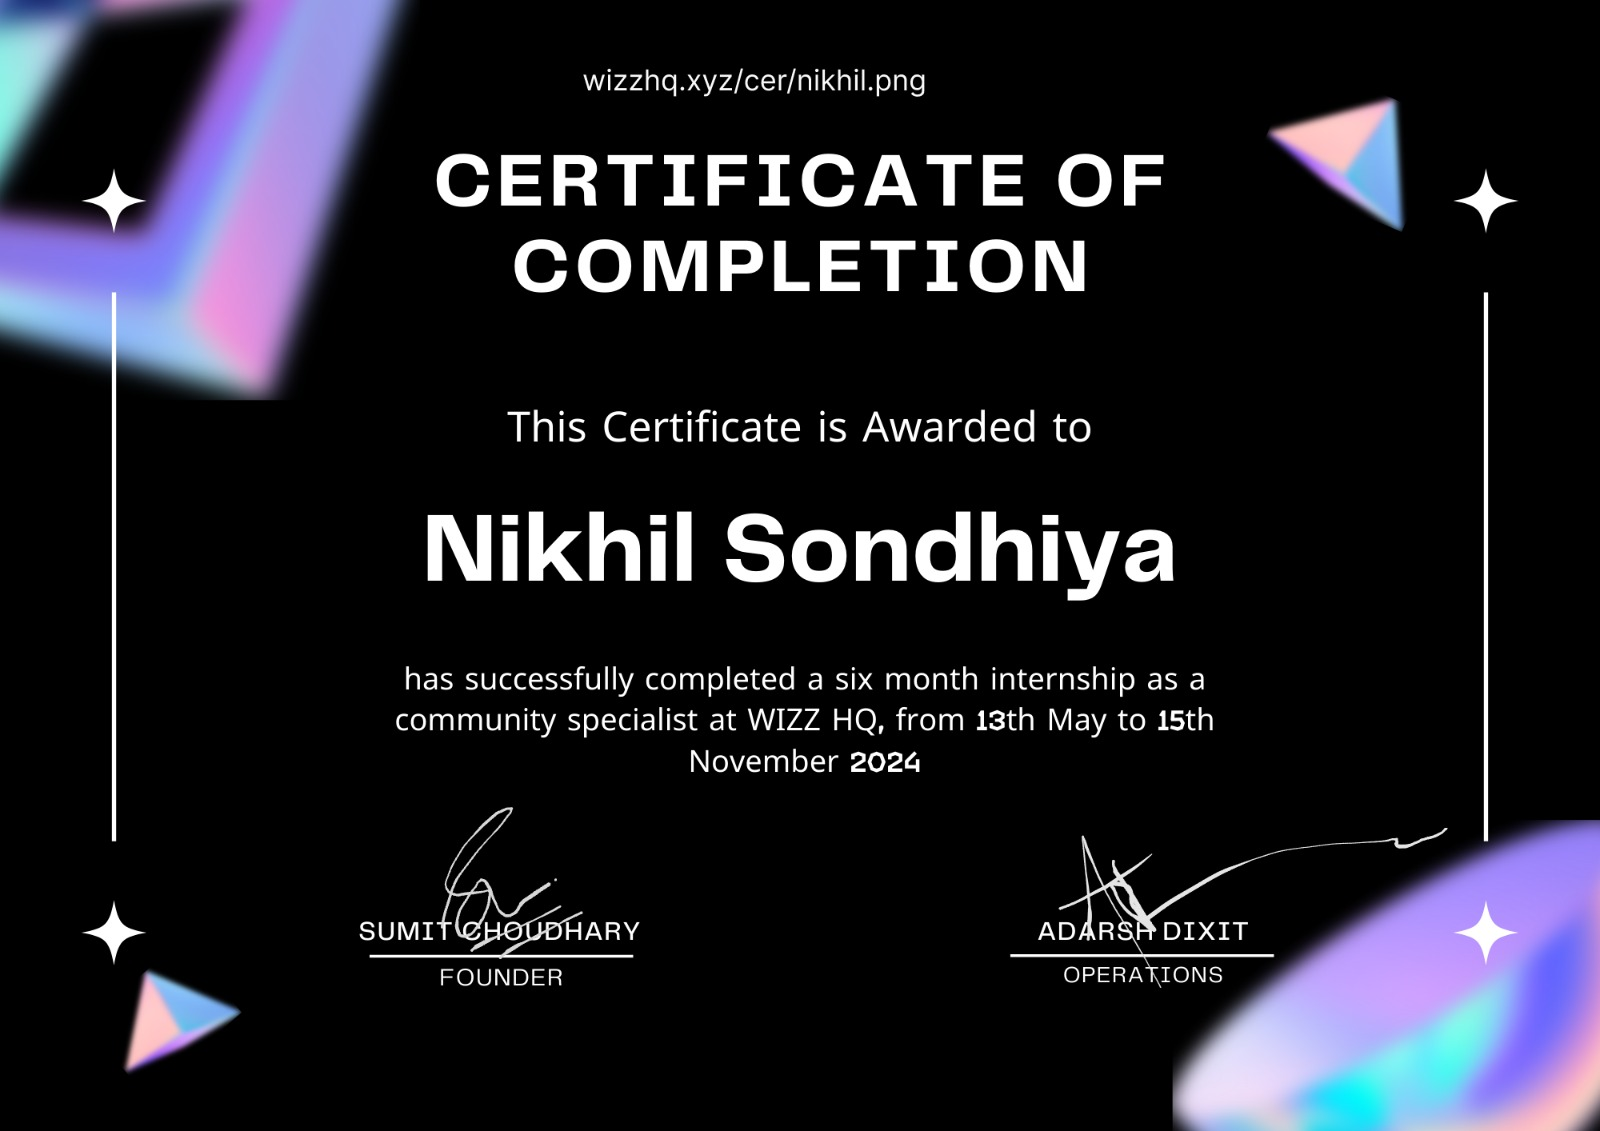 wizzhq.xyz/cer/nikhil.png
CERTIFICATE OF
COMPLETION
This Certificate is Awarded to
Nikhil Sondhiya
has successfully completed a six month internship as a
community specialist at WIZZ HQ, from 13th May to 15th
November 2024
SUMIT CHOUDHARY
FOUNDER
ADARSH DIXIT
OPERATIONS